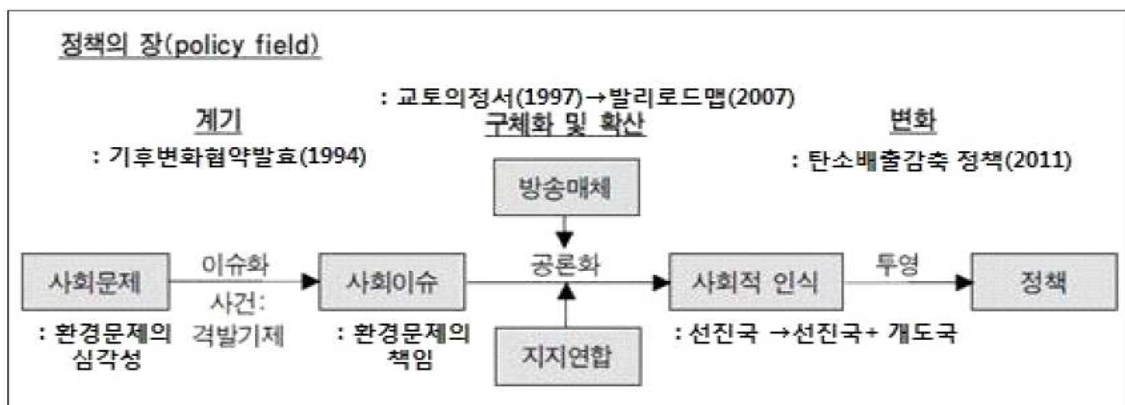 정책의 장(policy field)
: 교토의정서(1997)→발리로드맵(2007)
계기
구체화 및 확산
변화
: 기후변화협약발효(1994)
: 탄소배출감축 정책(2011)
방송매체
사회문제
이슈화
사회이슈
공론화
사회적 인식
투영
정책
사건:
격발기제
: 환경문제의
심각성
: 환경문제의
책임
지지연합
: 선진국 →선진국+ 개도국